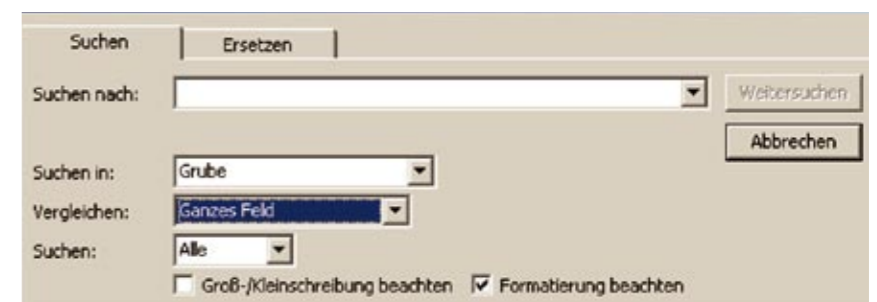 Suchen Ersetzen
Suchen nach: Weitersuchen
Abbrechen
Suchen in: Grube
Vergleichen: Ganzes Feld
Suchen: Alle
Groß-/Kleinschreibung beachten Formatierung beachten